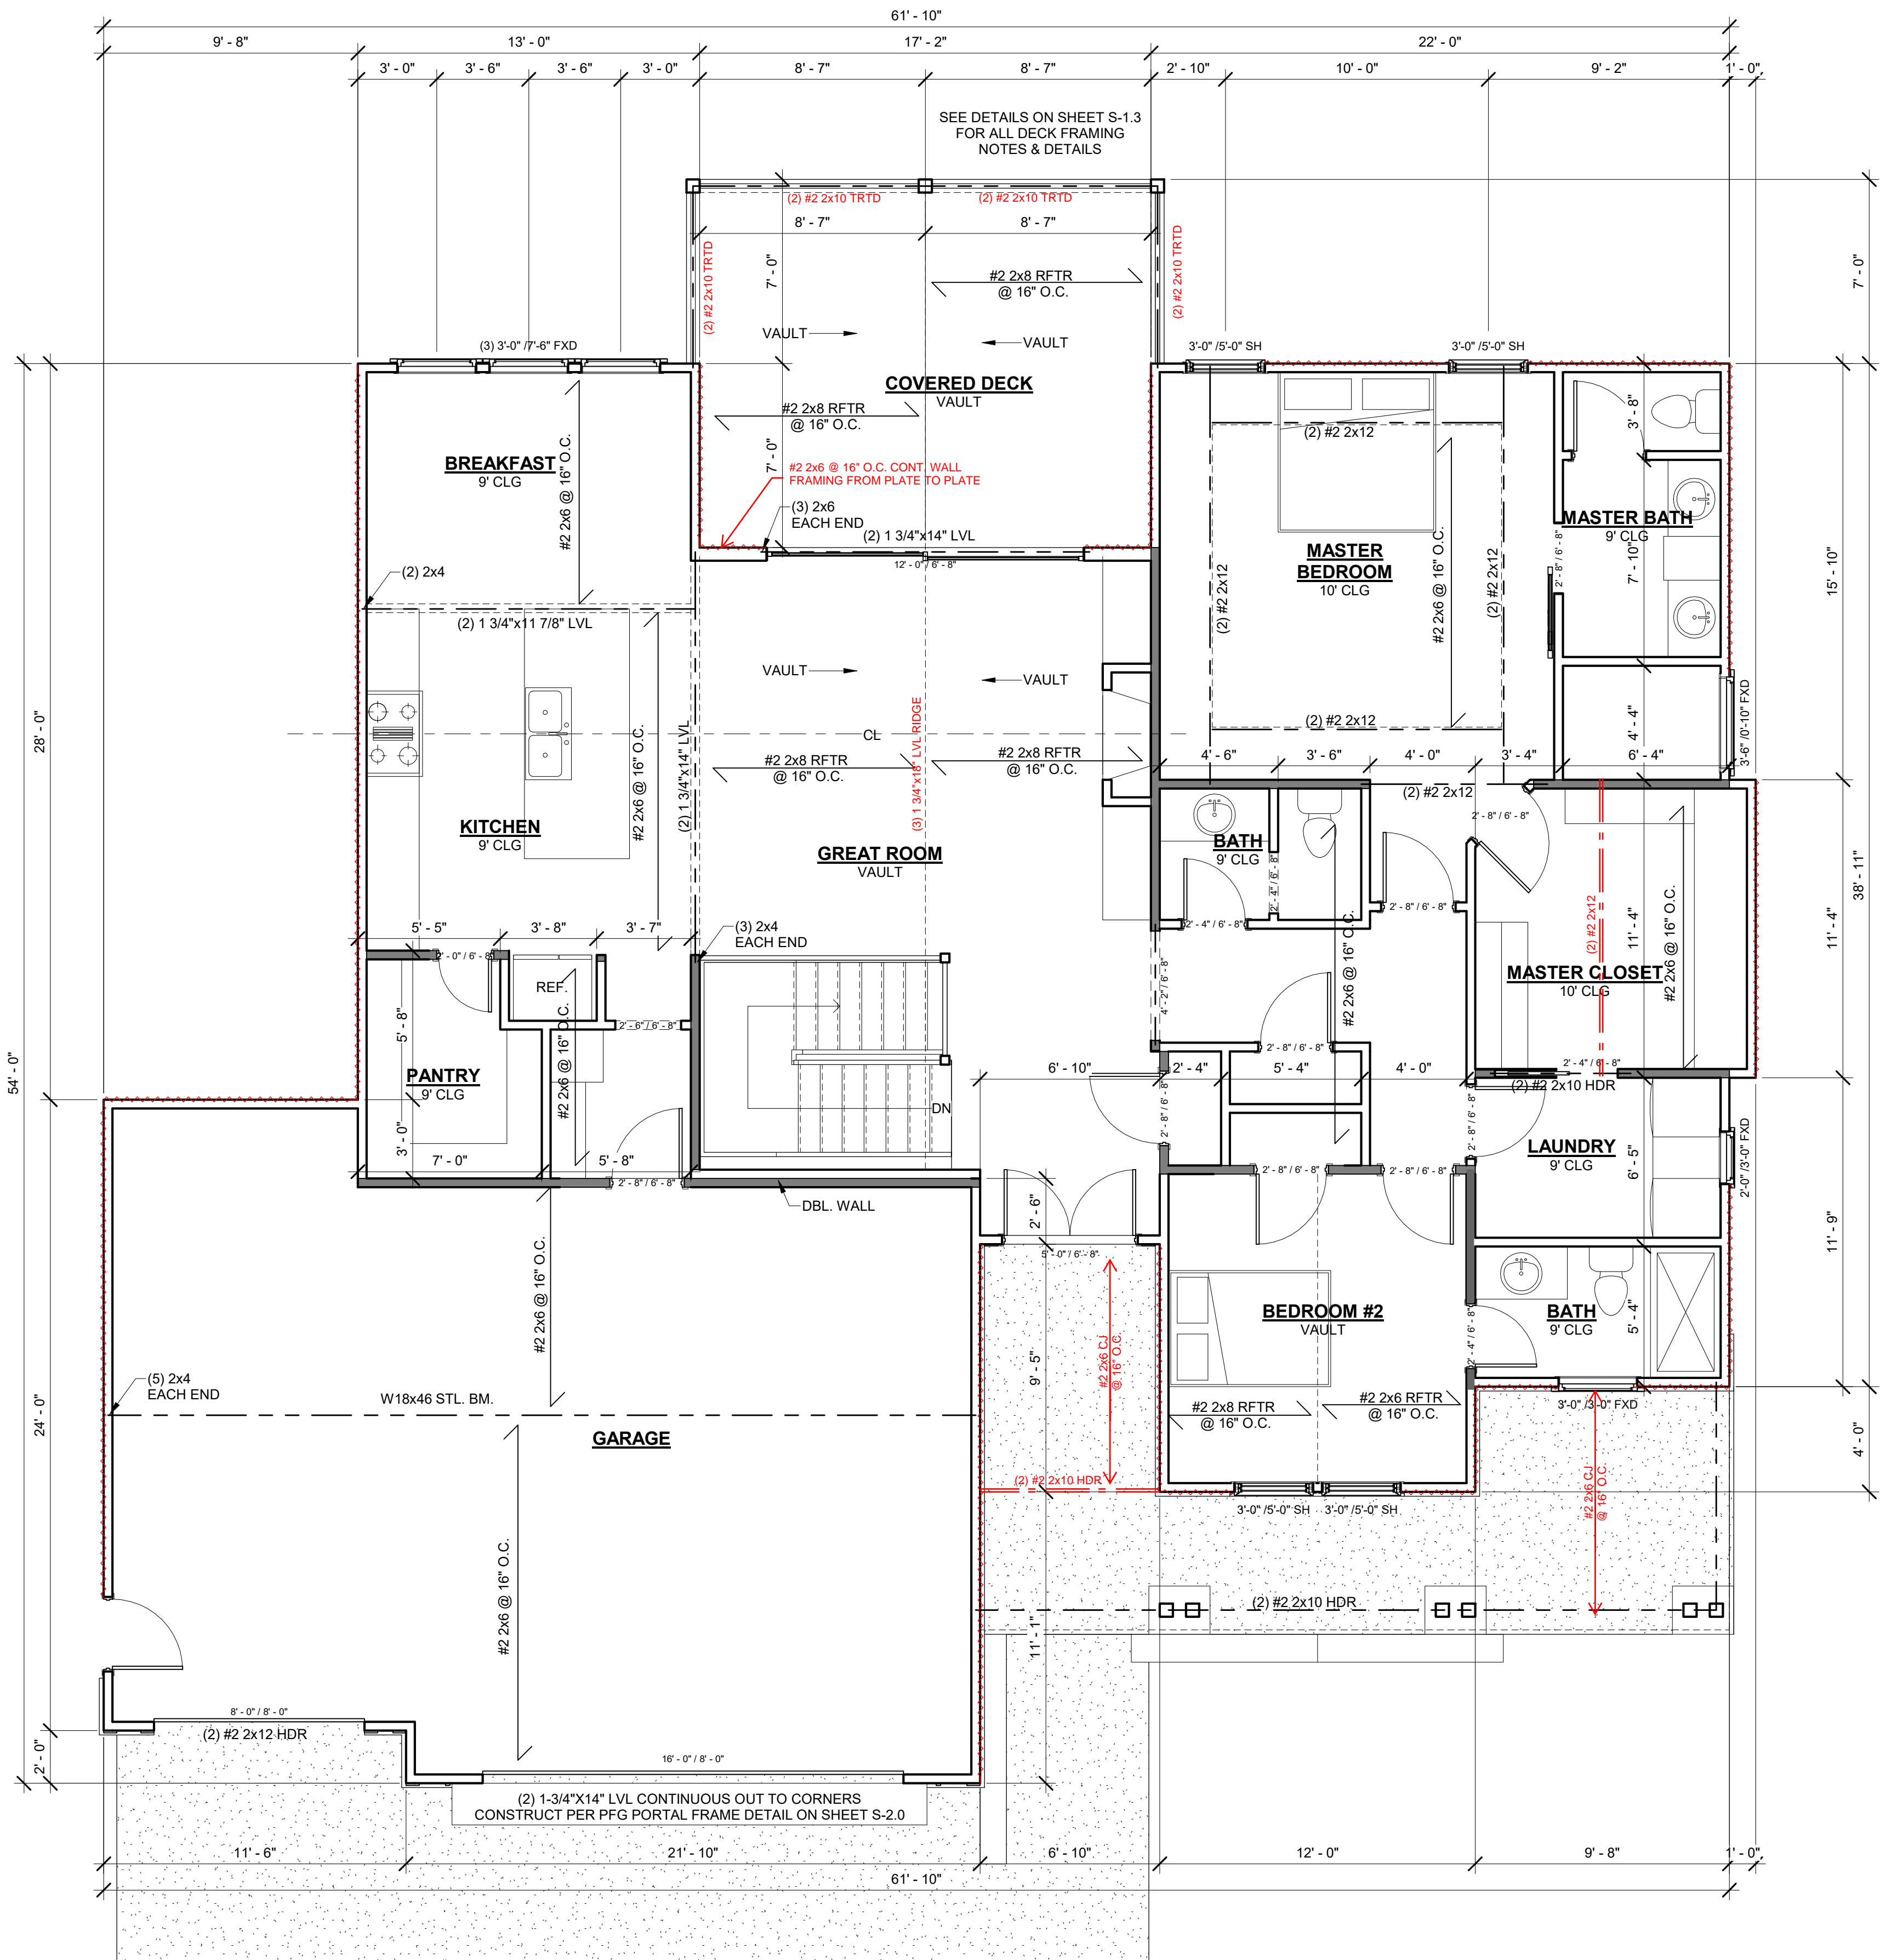 61' - 10"
9' - 8"
13' - 0"
17' - 2"
22' - 0"
3' - 0"
3' - 6"
3' - 6"
3' - 0"
8' - 7"
8' - 7"
2' - 10"
10' - 0"
9' - 2"
1' - 0"
SEE DETAILS ON SHEET S-1.3
FOR ALL DECK FRAMING
NOTES & DETAILS
(2) #2 2x10 TRTD
(2) #2 2x10 TRTD
8' - 7"
8' - 7"
(2) #2 2x10 TRTD
(2) #2 2x10 TRTD
7' - 0"
7' - 0"
#2 2x8 RFTR
@ 16" O.C.
VAULT
VAULT
(3) 3'-0" /7'-6" FXD
3'-0" /5'-0" SH
3'-0" /5'-0" SH
COVERED DECK
VAULT
#2 2x8 RFTR
@ 16" O.C.
7' - 0"
#2 2x6 @ 16" O.C. CONT. WALL
FRAMING FROM PLATE TO PLATE
(3) 2x6
EACH END
(2) 1 3/4"x14" LVL
12' - 0" / 6' - 8"
BREAKFAST
9' CLG
#2 2x6 @ 16" O.C.
(2) 2x4
(2) 1 3/4"x11 7/8" LVL
(2) #2 2x12
MASTER
BEDROOM
10' CLG
#2 2x6 @ 16" O.C.
(2) #2 2x12
(2) #2 2x12
(2) #2 2x12
3' - 8"
MASTER BATH
9' CLG
7' - 10"
2' - 8" / 6' - 8"
15' - 10"
4' - 4"
3'-6" /0'-10" FXD
28' - 0"
54' - 0"
VAULT
VAULT
CL
#2 2x8 RFTR
@ 16" O.C.
#2 2x8 RFTR
@ 16" O.C.
(3) 1 3/4"x18" LVL RIDGE
(2) 1 3/4"x14" LVL
#2 2x6 @ 16" O.C.
KITCHEN
9' CLG
GREAT ROOM
VAULT
4' - 6"
3' - 6"
4' - 0"
3' - 4"
6' - 4"
(2) #2 2x12
2' - 8" / 6' - 8"
BATH
9' CLG
2' - 4" / 6' - 8"
2' - 4" / 6' - 8"
2' - 8" / 6' - 8"
(2) #2 2x12
11' - 4"
MASTER CLOSET
10' CLG
#2 2x6 @ 16" O.C.
11' - 4"
38' - 11"
5' - 5"
3' - 8"
3' - 7"
(3) 2x4
EACH END
2' - 0" / 6' - 8"
REF.
#2 2x6 @ 16" O.C.
2' - 6" / 6' - 8"
5' - 8"
PANTRY
9' CLG
3' - 0"
7' - 0"
5' - 8"
2' - 8" / 6' - 8"
DN
DBL. WALL
4' - 2" / 6' - 8"
#2 2x6 @ 16" O.C.
2' - 8" / 6' - 8"
6' - 10"
2' - 4"
5' - 4"
4' - 0"
2' - 8" / 6' - 8"
2' - 8" / 6' - 8"
2' - 4" / 6' - 8"
(2) #2 2x10 HDR
LAUNDRY
9' CLG
6' - 5"
2'-0" /3'-0" FXD
2' - 8" / 6' - 8"
2' - 8" / 6' - 8"
2' - 6"
5' - 0" / 6' - 8"
11' - 9"
#2 2x6 @ 16" O.C.
BEDROOM #2
VAULT
BATH
9' CLG
5' - 4"
2' - 4" / 6' - 8"
9' - 5"
#2 2x6 CJ
@ 16" O.C.
(5) 2x4
EACH END
W18x46 STL. BM.
GARAGE
#2 2x8 RFTR
@ 16" O.C.
#2 2x6 RFTR
@ 16" O.C.
3'-0" /3'-0" FXD
4' - 0"
24' - 0"
(2) #2 2x10 HDR
3'-0" /5'-0" SH
3'-0" /5'-0" SH
#2 2x6 CJ
@ 16" O.C.
#2 2x6 @ 16" O.C.
(2) #2 2x10 HDR
11' - 1"
8' - 0" / 8' - 0"
(2) #2 2x12 HDR
2' - 0"
16' - 0" / 8' - 0"
(2) 1-3/4"X14" LVL CONTINUOUS OUT TO CORNERS
CONSTRUCT PER PFG PORTAL FRAME DETAIL ON SHEET S-2.0
11' - 6"
21' - 10"
6' - 10"
12' - 0"
9' - 8"
1' - 0"
61' - 10"